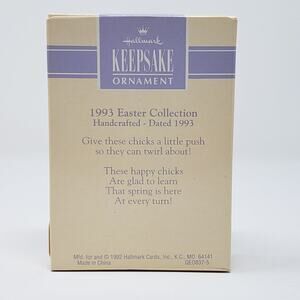 Hallmark
KEEPSAKE
ORNAMENT
1993 Easter Collection
Handcrafted - Dated 1993
Give these chicks a little push
so they can twirl about!
These happy chicks
Are glad to learn
That spring is here
At every turn!
Mfd. for and © 1992 Hallmark Cards, Inc., K.C., MO. 64141
Made in China QEO837-5